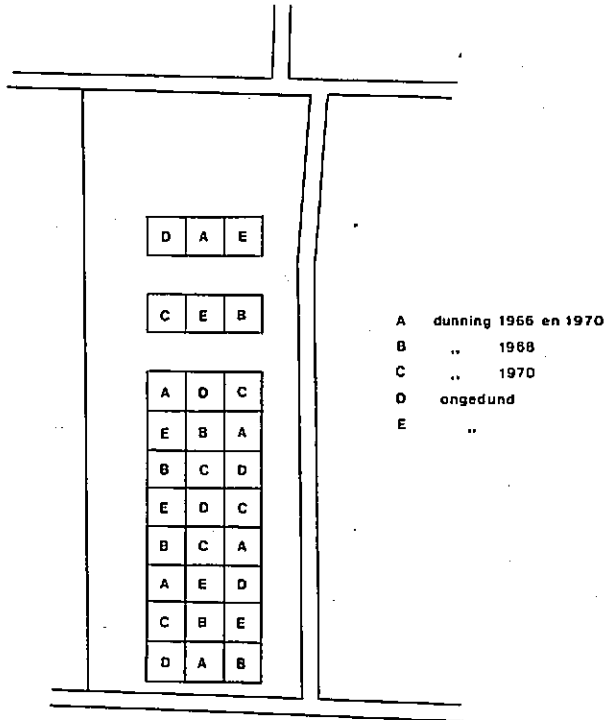 D A E
C E B
A D C
E B A
B C D
E D C
B C A
A E D
C B E
D A B
A dunning 1966 en 1970
B ,, 1968
C ,, 1970
D ongedund
E ,,